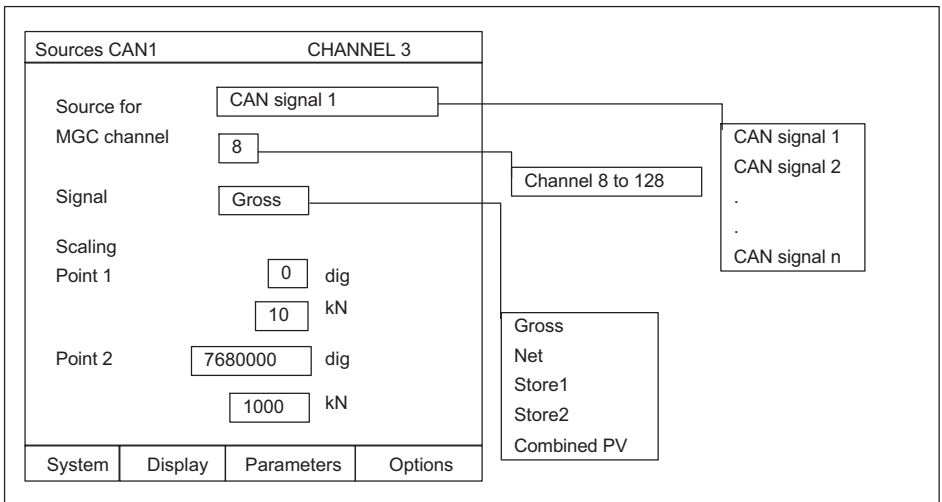 Sources CAN1 CHANNEL 3
Source for CAN signal 1
MGC channel 8
Signal Gross
Scaling
Point 1 0 dig
10 kN
Point 2 7680000 dig
1000 kN
System Display Parameters Options
Channel 8 to 128
CAN signal 1
CAN signal 2
.
.
CAN signal n
Gross
Net
Store1
Store2
Combined PV